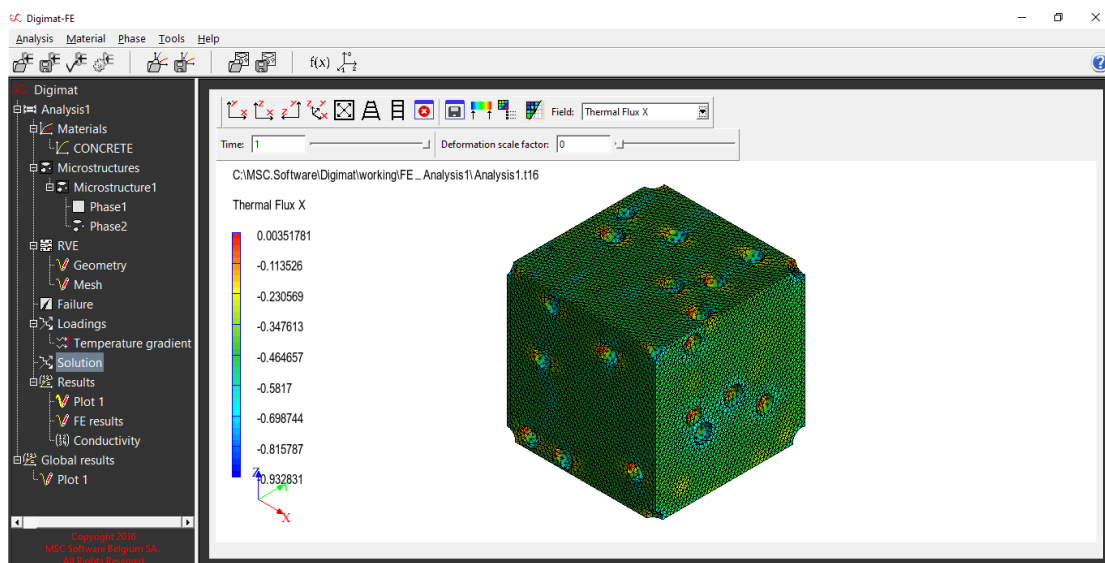 Digimat-FE
Analysis Material Phase Tools Help
f(x)
Digimat
Analysis1
Materials
CONCRETE
Microstructures
Microstructure1
Phase1
Phase2
RVE
Geometry
Mesh
Failure
Loadings
Temperature gradient
Solution
Results
Plot 1
FE results
Conductivity
Global results
Plot 1
Copyright 2016
MSC Software Belgium SA.
All Rights Reserved
Field: Thermal Flux X
Time: 1 Deformation scale factor: 0
C:\MSC.Software\Digimat\working\FE_Analysis1\Analysis1.t16
Thermal Flux X
0.00351781
-0.113526
-0.230569
-0.347613
-0.464657
-0.5817
-0.698744
-0.815787
-0.932831
Z
Y
X